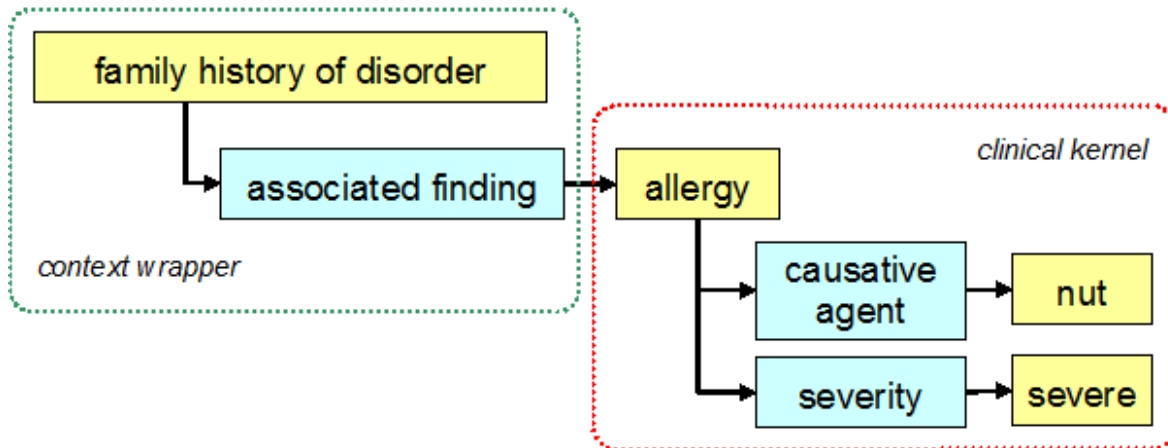 family history of disorder
clinical kernel
associated finding
allergy
context wrapper
causative
agent
nut
severity
severe